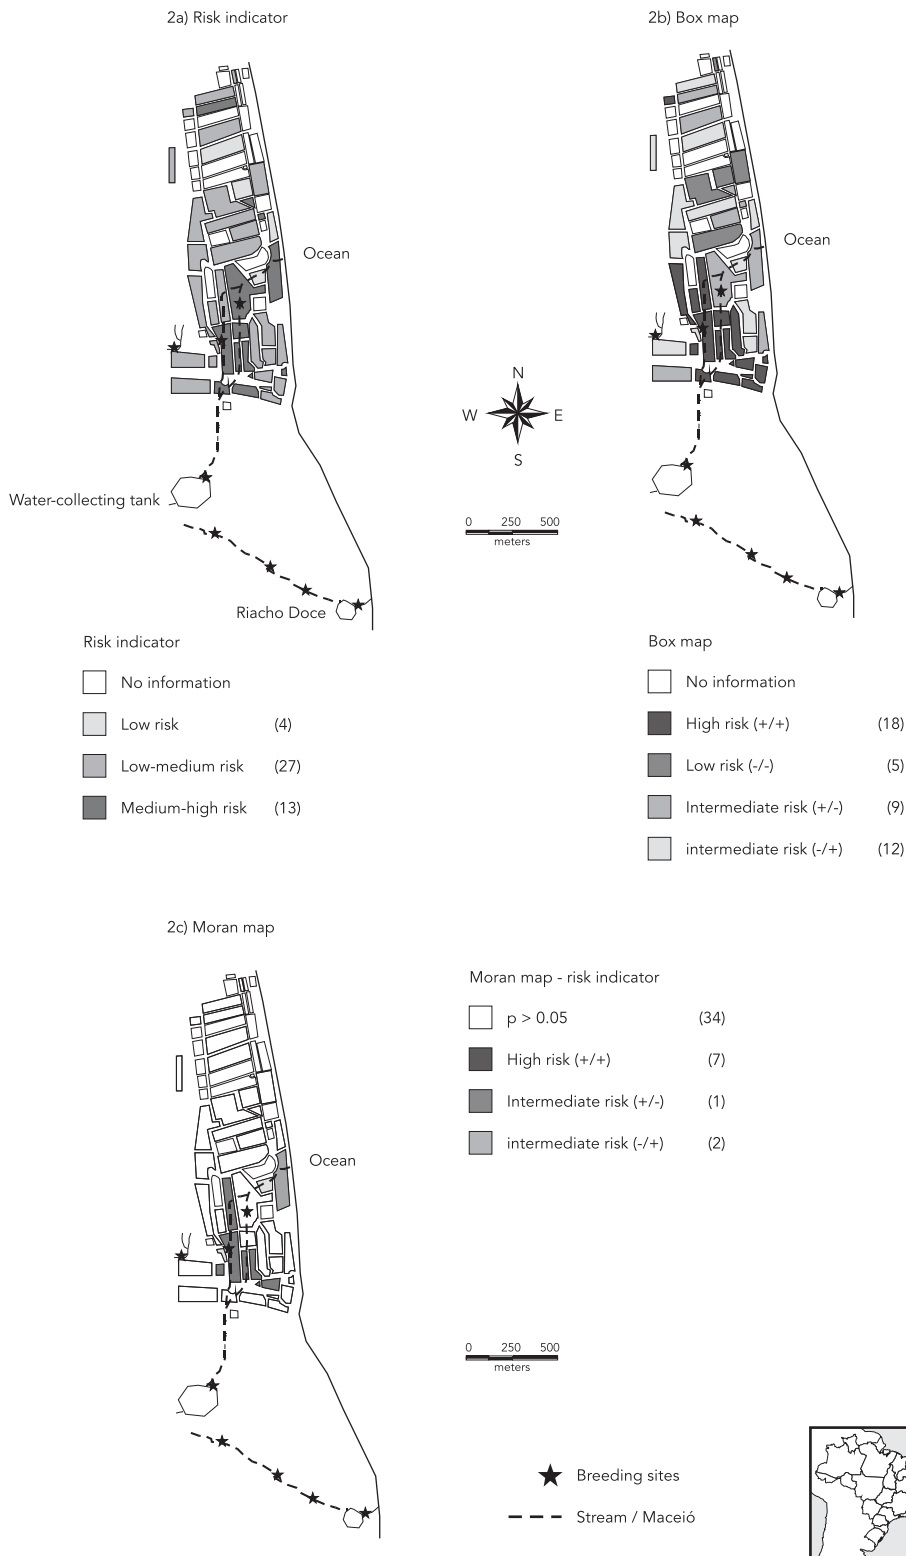 2a) Risk indicator
2b) Box map
Ocean
Ocean
N
W E
S
0 250 500
meters
Water-collecting tank
Riacho Doce
Risk indicator
No information
Low risk (4)
Low-medium risk (27)
Medium-high risk (13)
Box map
No information
High risk (+/+) (18)
Low risk (-/-) (5)
Intermediate risk (+/-) (9)
intermediate risk (-/+) (12)
2c) Moran map
Ocean
Moran map - risk indicator
p > 0.05 (34)
High risk (+/+) (7)
Intermediate risk (+/-) (1)
intermediate risk (-/+) (2)
0 250 500
meters
Breeding sites
Stream / Maceió